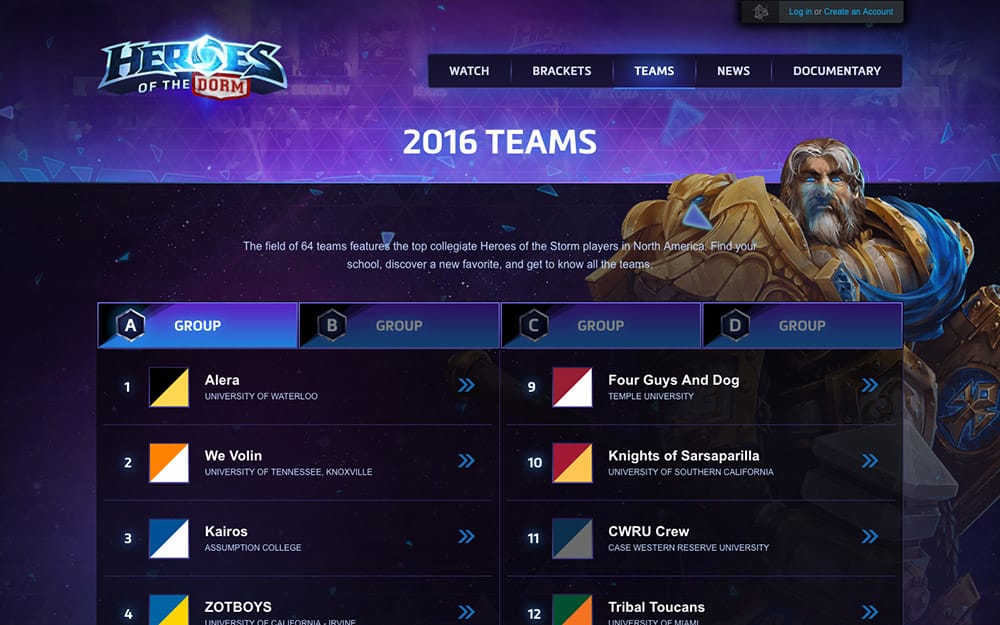 Log in or Create an Account
HEROES
OF THE DORM
WATCH
BRACKETS
TEAMS
NEWS
DOCUMENTARY
2016 TEAMS
The field of 64 teams features the top collegiate Heroes of the Storm players in North America. Find your
school, discover a new favorite, and get to know all the teams.
A GROUP
B GROUP
C GROUP
D GROUP
1 Alera
UNIVERSITY OF WATERLOO
2 We Volin
UNIVERSITY OF TENNESSEE, KNOXVILLE
3 Kairos
ASSUMPTION COLLEGE
4 ZOTBOYS
UNIVERSITY OF CALIFORNIA - IRVINE
9 Four Guys And Dog
TEMPLE UNIVERSITY
10 Knights of Sarsaparilla
UNIVERSITY OF SOUTHERN CALIFORNIA
11 CWRU Crew
CASE WESTERN RESERVE UNIVERSITY
12 Tribal Toucans
UNIVERSITY OF MIAMI